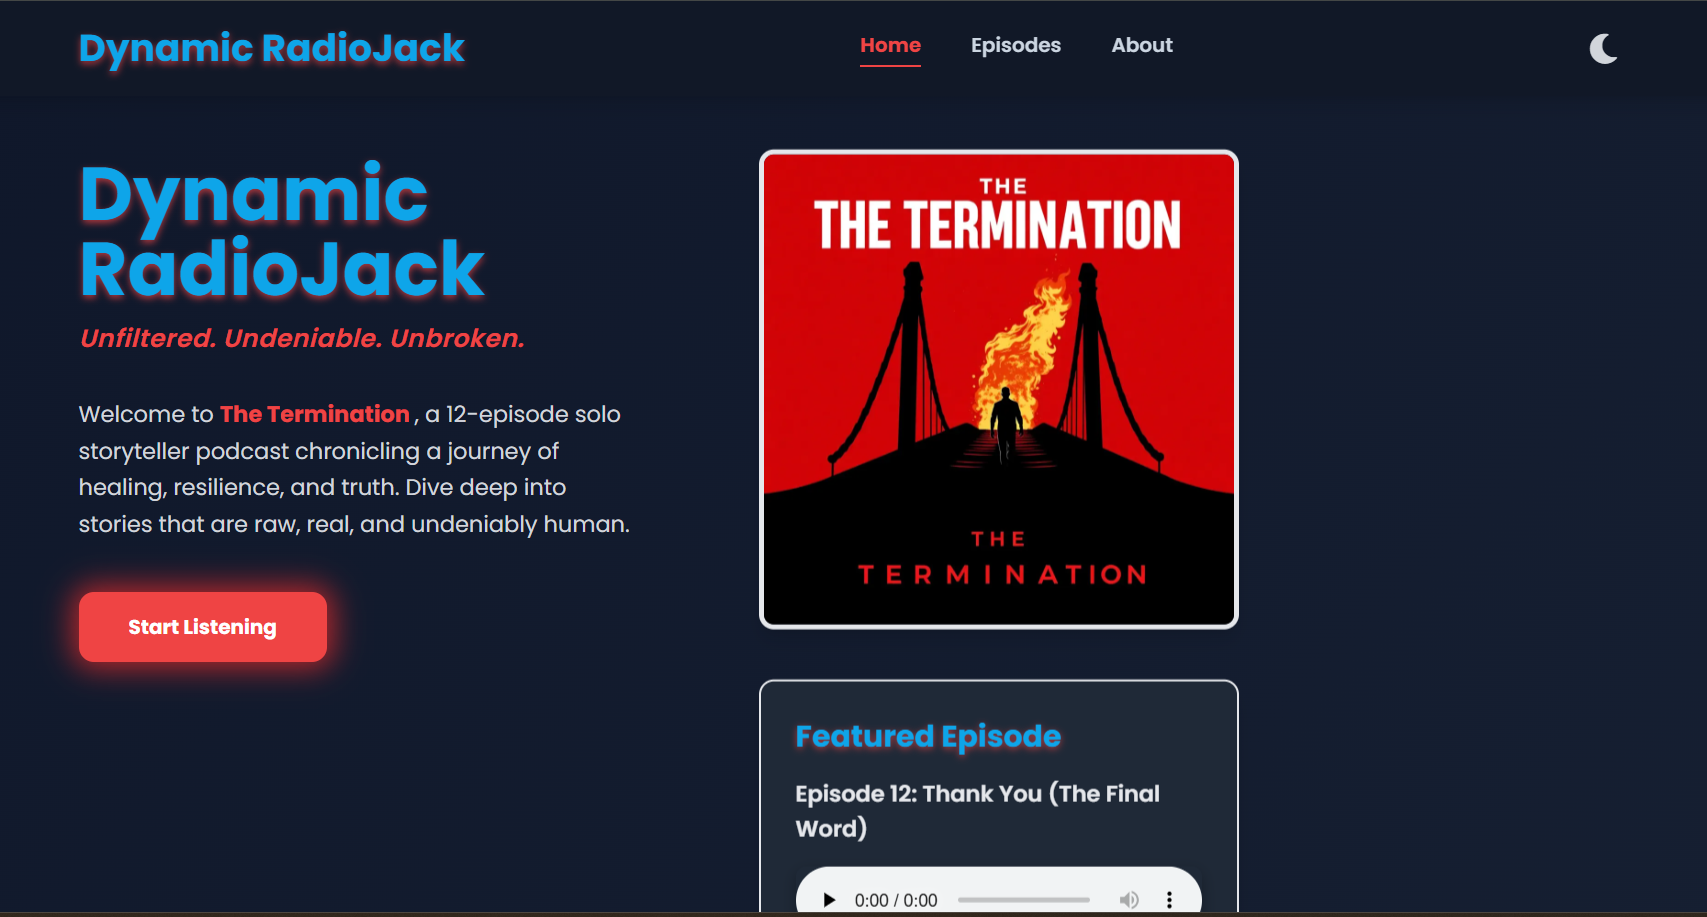 Dynamic RadioJack
Home
Episodes
About
Dynamic
RadioJack
Unfiltered. Undeniable. Unbroken.
Welcome to The Termination , a 12-episode solo
storyteller podcast chronicling a journey of
healing, resilience, and truth. Dive deep into
stories that are raw, real, and undeniably human.
Start Listening
THE
THE TERMINATION
THE
TERMINATION
Featured Episode
Episode 12: Thank You (The Final
Word)
0:00 / 0:00